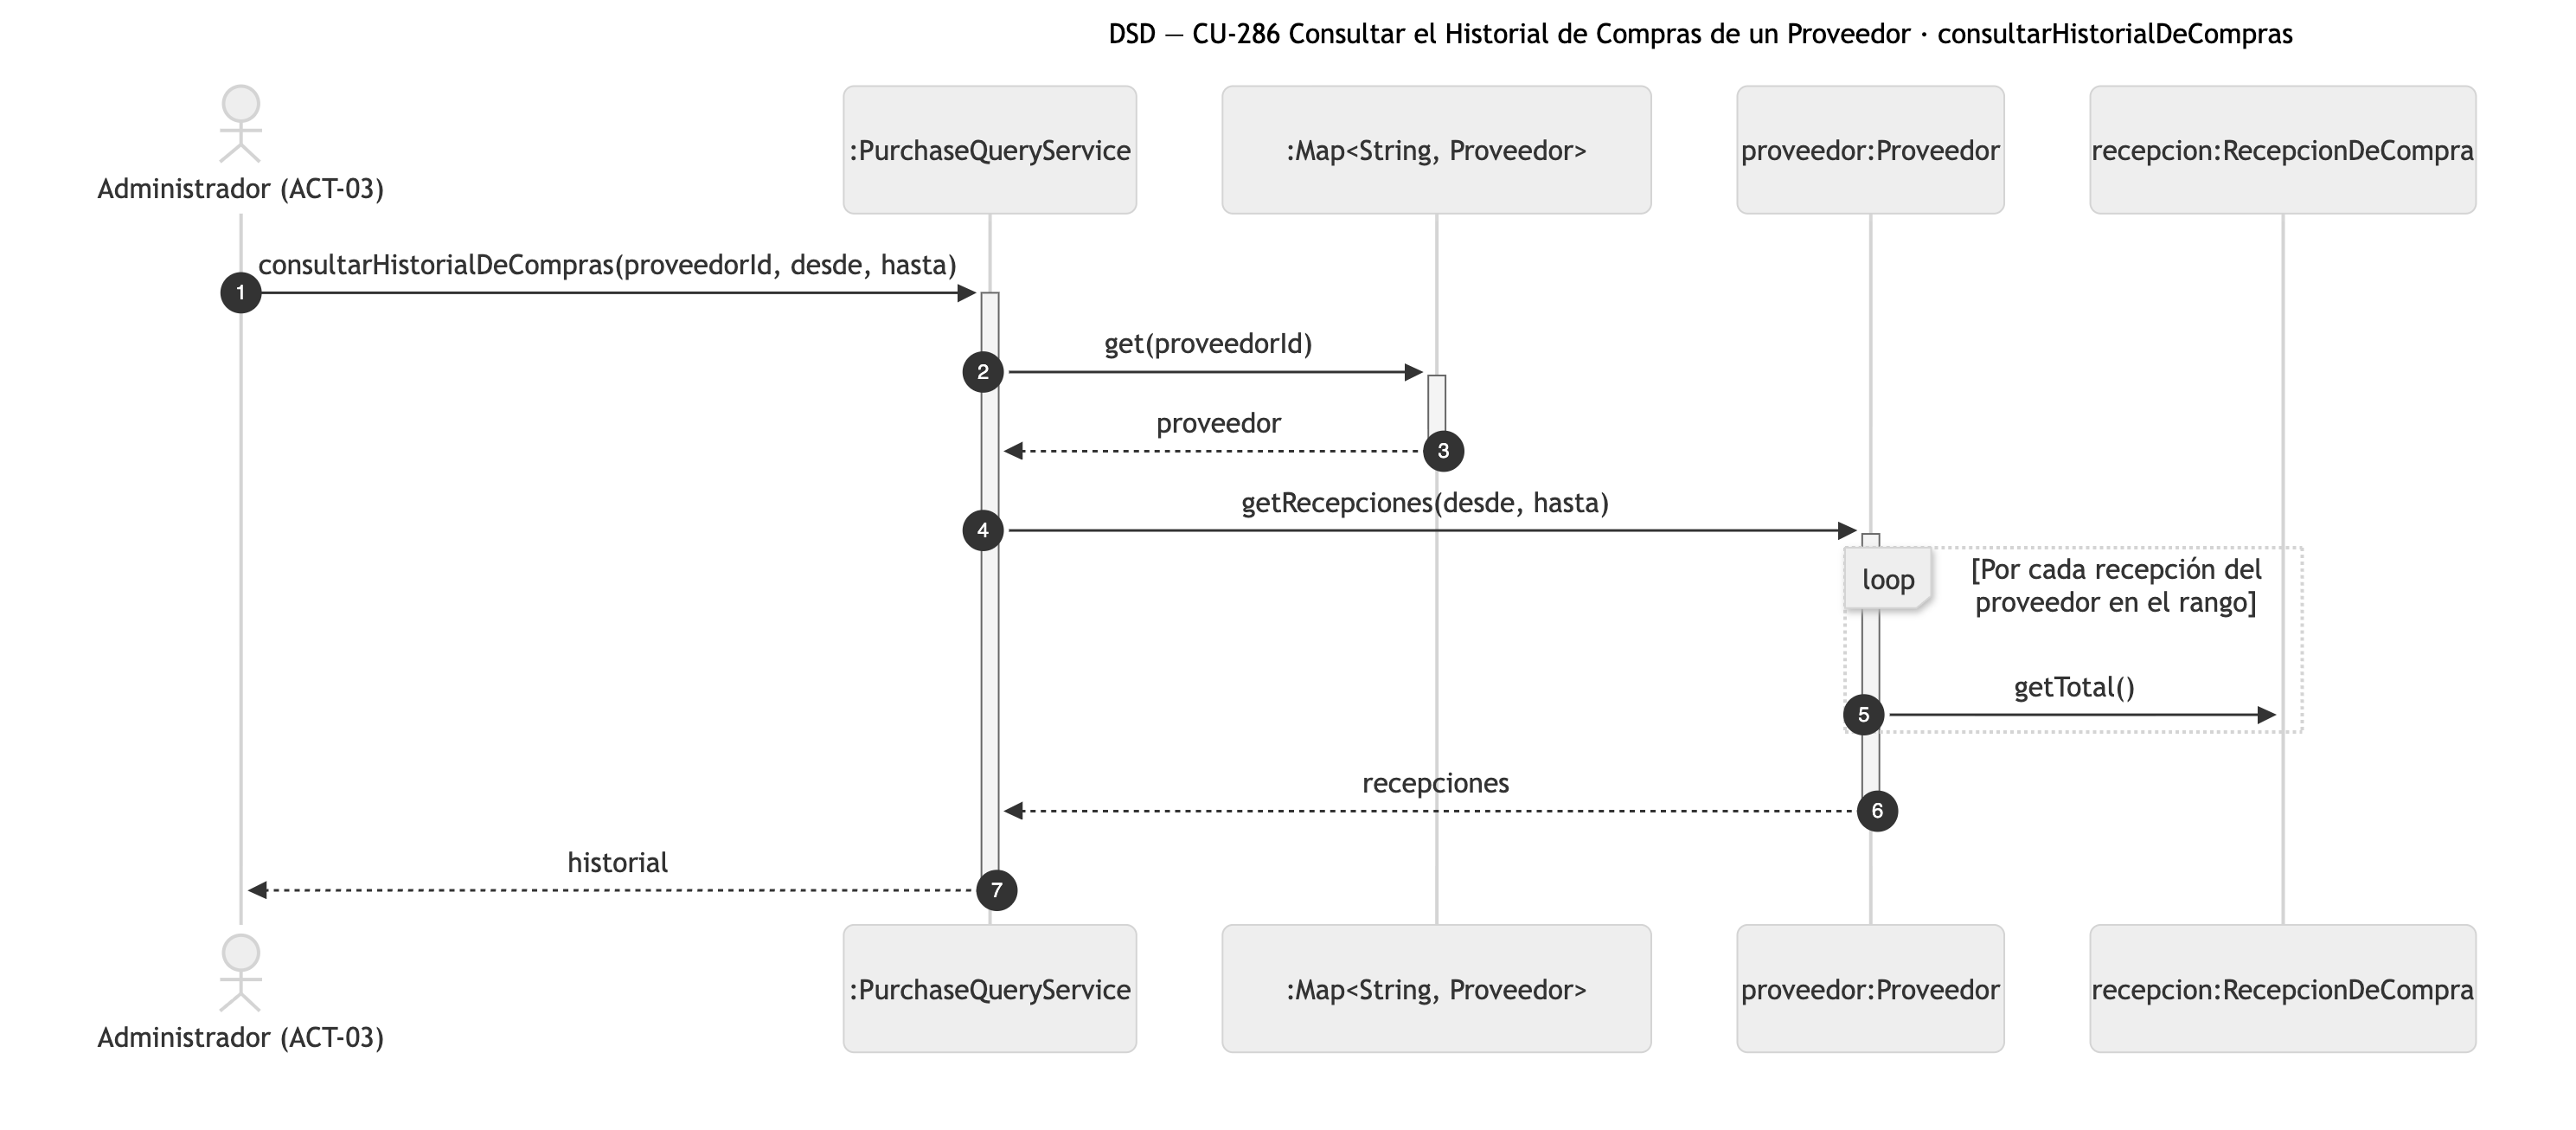 DSD — CU-286 Consultar el Historial de Compras de un Proveedor · consultarHistorialDeCompras
Administrador (ACT-03)
:PurchaseQueryService
:Map<String, Proveedor>
proveedor:Proveedor
recepcion:RecepcionDeCompra
consultarHistorialDeCompras(proveedorId, desde, hasta)
1
get(proveedorId)
2
proveedor
3
getRecepciones(desde, hasta)
4
loop
[Por cada recepción del
proveedor en el rango]
getTotal()
5
recepciones
6
historial
7
Administrador (ACT-03)
:PurchaseQueryService
:Map<String, Proveedor>
proveedor:Proveedor
recepcion:RecepcionDeCompra